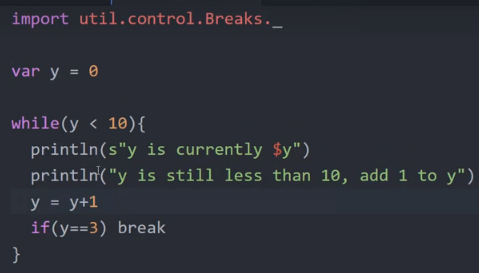 import util.control.Breaks._
var y = 0
while(y < 10){
println(s"y is currently $y")
println("y is still less than 10, add 1 to y")
y = y+1
if(y==3) break
}